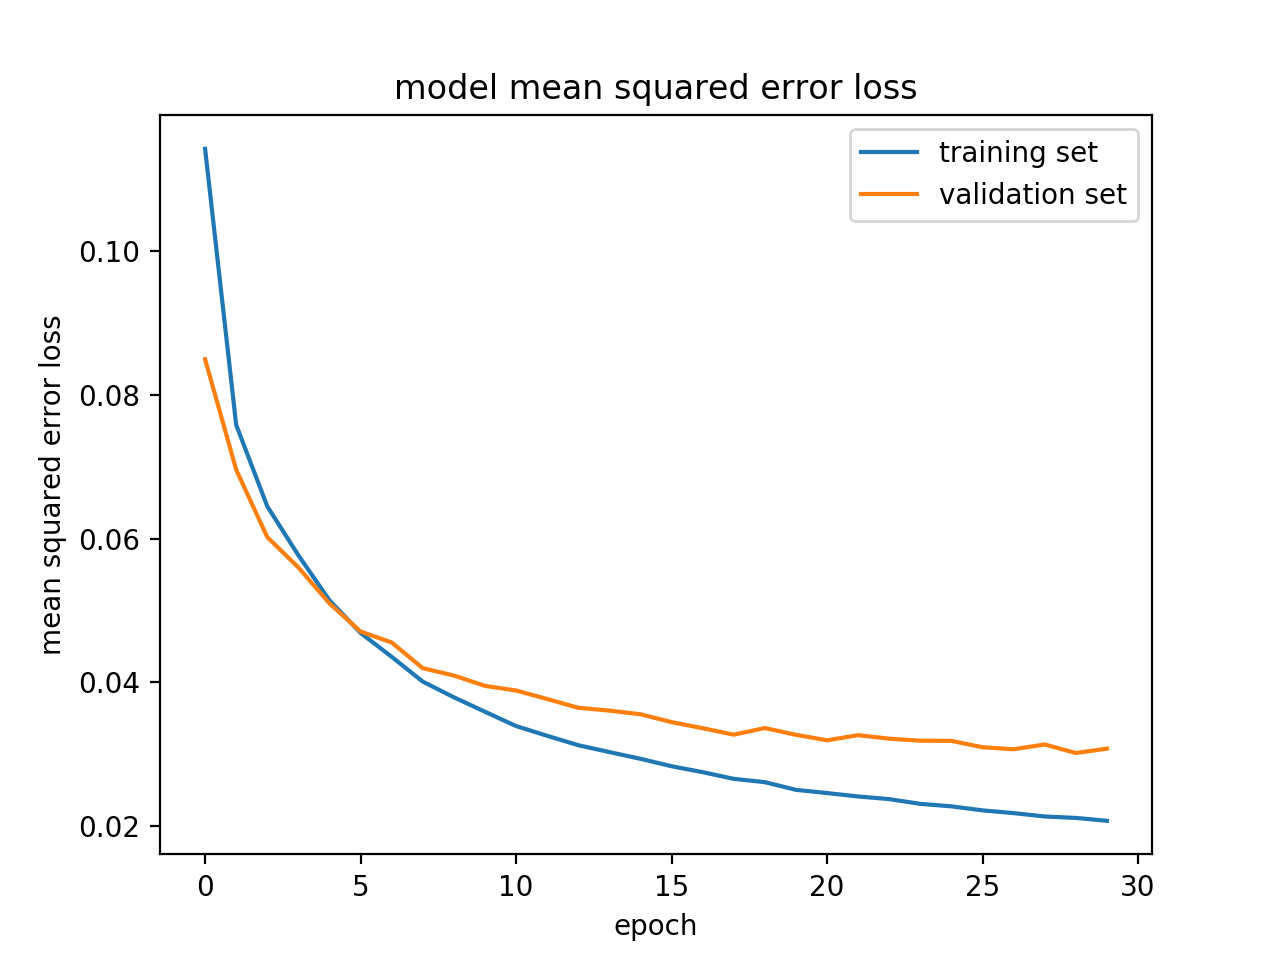 model mean squared error loss
training set
validation set
mean squared error loss
0.10
0.08
0.06
0.04
0.02
0 5 10 15 20 25 30
epoch